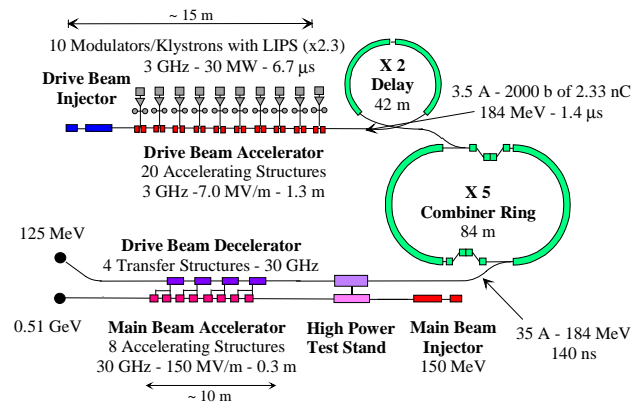 ~ 15 m
10 Modulators/Klystrons with LIPS (x2.3)
3 GHz - 30 MW - 6.7 µs
Drive Beam
Injector
X 2
Delay
42 m
3.5 A - 2000 b of 2.33 nC
184 MeV - 1.4 µs
Drive Beam Accelerator
20 Accelerating Structures
3 GHz -7.0 MV/m - 1.3 m
X 5
Combiner Ring
84 m
125 MeV
Drive Beam Decelerator
4 Transfer Structures - 30 GHz
0.51 GeV
Main Beam Accelerator
8 Accelerating Structures
30 GHz - 150 MV/m - 0.3 m
~ 10 m
High Power
Test Stand
Main Beam
Injector
150 MeV
35 A - 184 MeV
140 ns